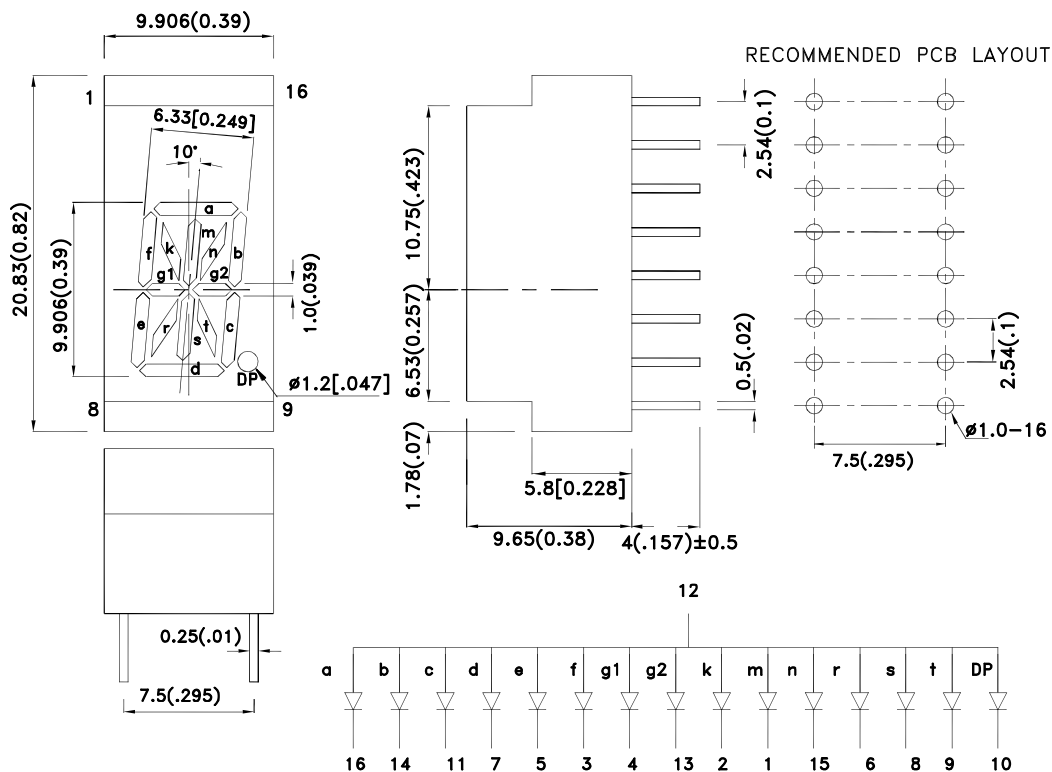 9.906(0.39)
RECOMMENDED PCB LAYOUT
1
16
6.33[0.249]
10°
2.54(0.1)
20.83(0.82)
9.906(0.39)
10.75(.423)
a
m
f
k
n
b
g1
g2
1.0(.039)
e
r
t
c
s
d
DP
ø1.2[.047]
6.53(0.257)
0.5(.02)
2.54(.1)
8
9
ø1.0-16
7.5(.295)
1.78(.07)
5.8[0.228]
9.65(0.38)
4(.157)±0.5
0.25(.01)
7.5(.295)
12
a b c d e f g1 g2 k m n r s t DP
16 14 11 7 5 3 4 13 2 1 15 6 8 9 10